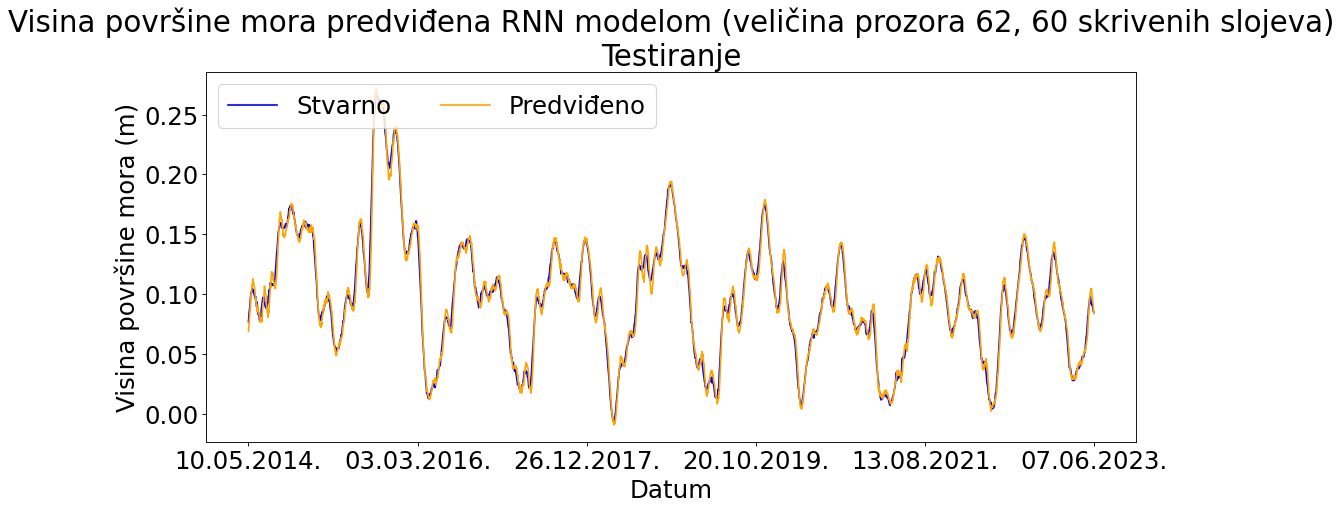 Visina površine mora predviđena RNN modelom (veličina prozora 62, 60 skrivenih slojeva)
Testiranje
Stvarno
Predviđeno
Visina površine mora (m)
0.25
0.20
0.15
0.10
0.05
0.00
10.05.2014.
03.03.2016.
26.12.2017.
20.10.2019.
13.08.2021.
07.06.2023.
Datum